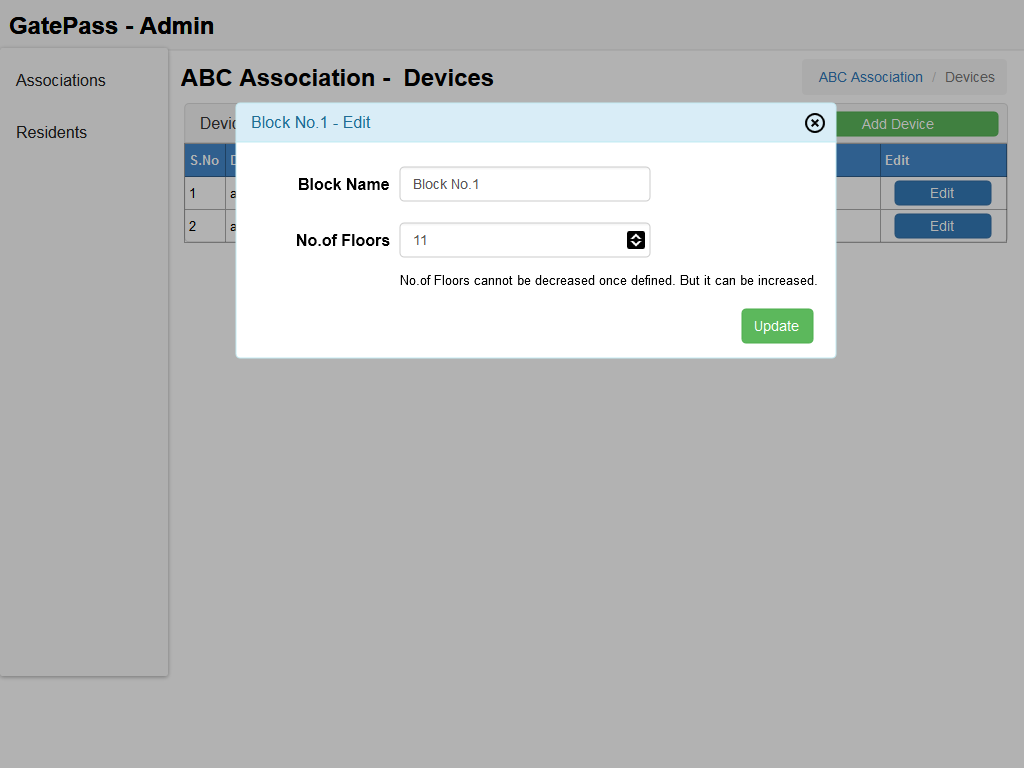 GatePass - Admin
Associations
Residents
ABC Association - Devices
ABC Association / Devices
Add Device
Block No.1 - Edit
S.No
Edit
1
Edit
2
Edit
Block Name
Block No.1
No.of Floors
11
No.of Floors cannot be decreased once defined. But it can be increased.
Update